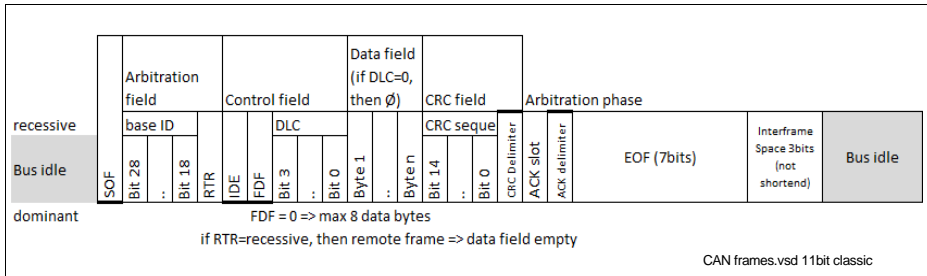 Data field
Arbitration (if DLC=0,
field Control field then Ø) CRC field Arbitration phase
recessive base ID DLC CRC seque
Bus idle SOF Bit 28 : Bit 18 RTR IDE FDF Bit 3 : Bit 0 Byte 1 : Byte n Bit 14 : Bit 0 CRC Delimiter ACK slot ACK delimiter EOF (7bits) Interframe Bus idle
Space 3bits
(not
shortend)
dominant FDF = 0 => max 8 data bytes
if RTR=recessive, then remote frame => data field empty
CAN frames.vsd 11bit classic